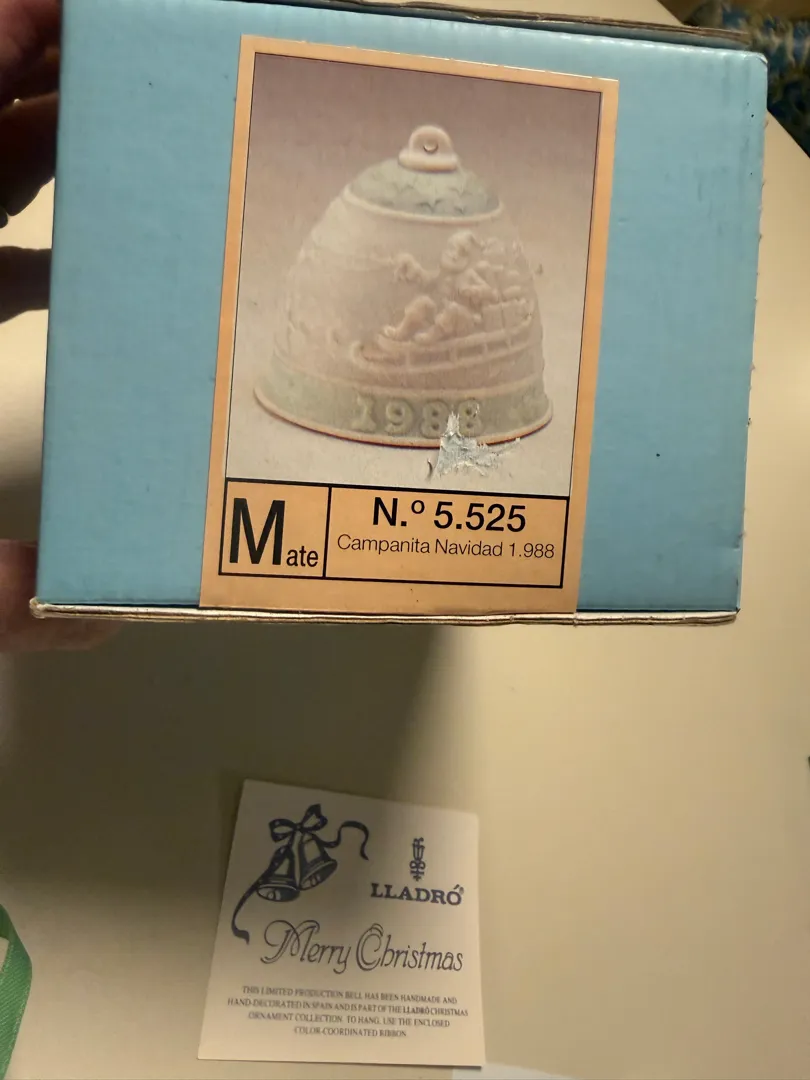 1988
Mate
N.º 5.525
Campanita Navidad 1.988
LLADRÓ®
Merry Christmas
THIS LIMITED PRODUCTION BELL HAS BEEN HANDMADE AND
HAND-DECORATED IN SPAIN AND IS PART OF THE LLADRÓ CHRISTMAS
ORNAMENT COLLECTION. TO HANG, USE THE ENCLOSED
COLOR-COORDINATED RIBBON.